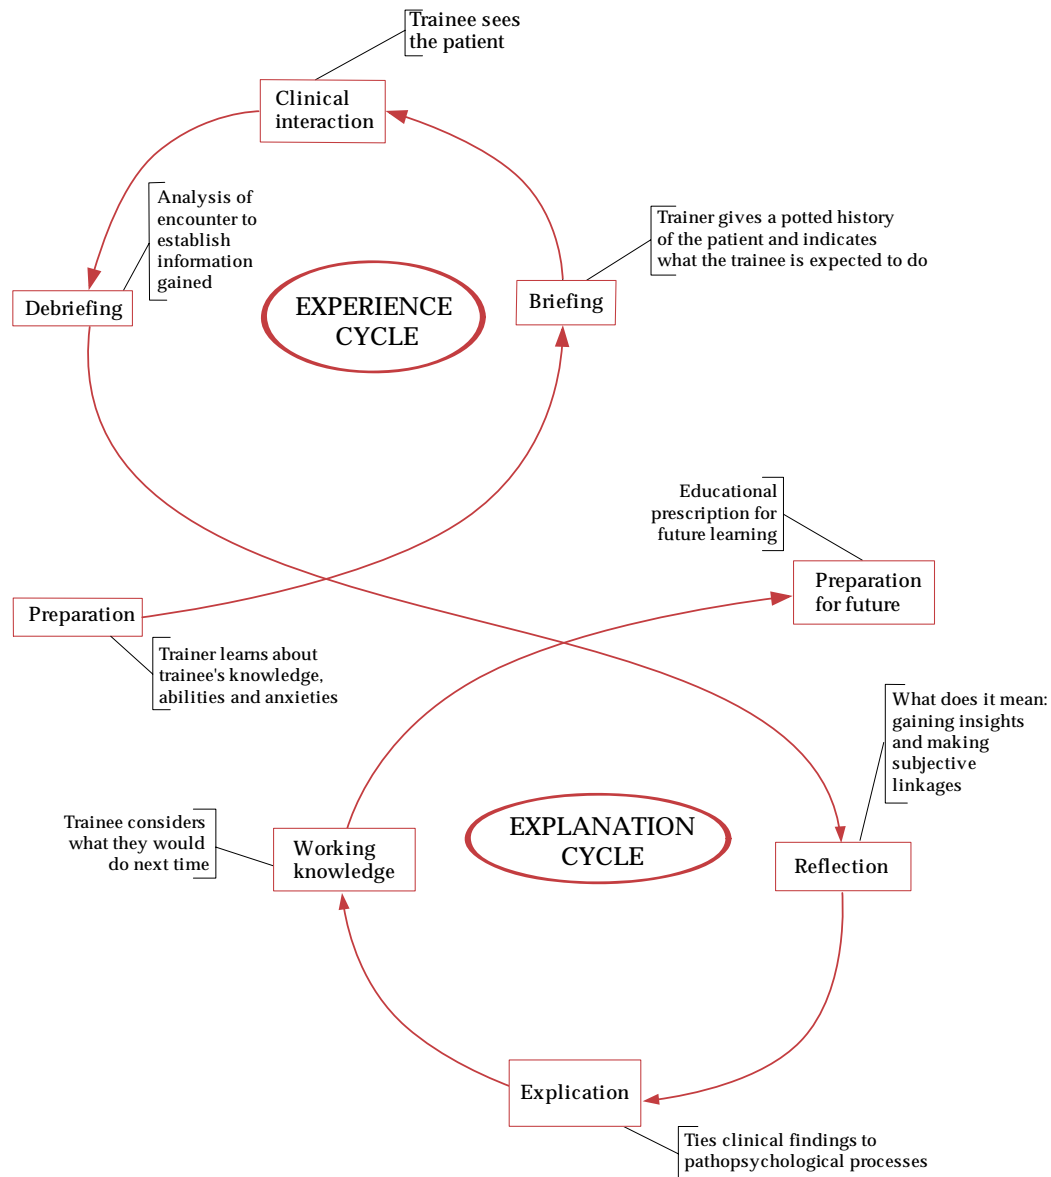 Trainee sees
the patient
Clinical
interaction
Analysis of
encounter to
establish
information
gained
Trainer gives a potted history
of the patient and indicates
what the trainee is expected to do
Debriefing
EXPERIENCE
CYCLE
Briefing
Educational
prescription for
future learning
Preparation
for future
Preparation
Trainer learns about
trainee's knowledge,
abilities and anxieties
What does it mean:
gaining insights
and making
subjective
linkages
Trainee considers
what they would
do next time
Working
knowledge
EXPLANATION
CYCLE
Reflection
Explication
Ties clinical findings to
pathopsychological processes